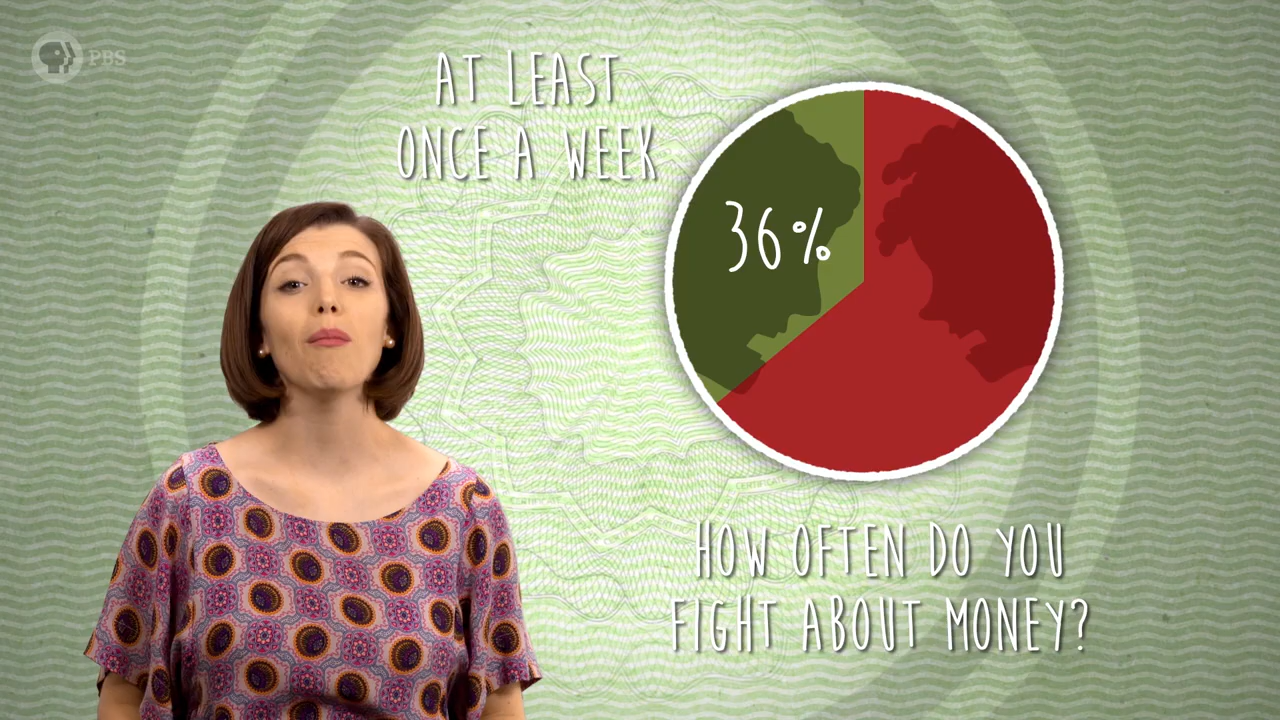 PBS
AT LEAST
ONCE A WEEK
36%
HOW OFTEN DO YOU
FIGHT ABOUT MONEY?